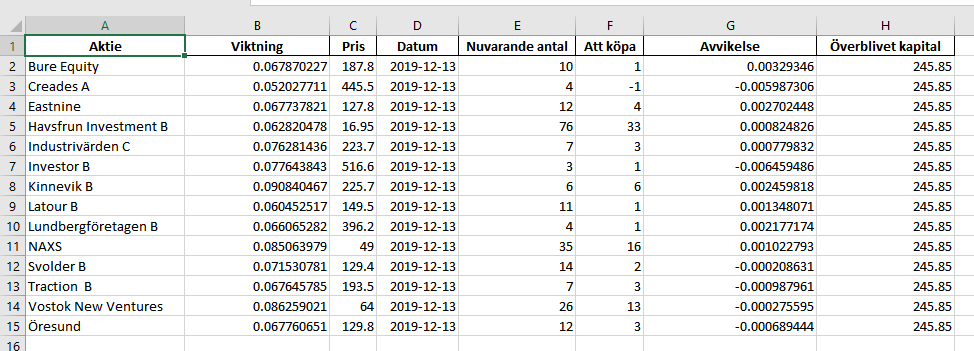 A B C D E F G H
1 Aktie Viktning Pris Datum Nuvarande antal Att köpa Avvikelse Överblivet kapital
2 Bure Equity 0.067870227 187.8 2019-12-13 10 1 0.00329346 245.85
3 Creades A 0.052027711 445.5 2019-12-13 4 -1 -0.005987306 245.85
4 Eastnine 0.067737821 127.8 2019-12-13 12 4 0.002702448 245.85
5 Havsfrun Investment B 0.062820478 16.95 2019-12-13 76 33 0.000824826 245.85
6 Industrivärden C 0.076281436 223.7 2019-12-13 7 3 0.000779832 245.85
7 Investor B 0.077643843 516.6 2019-12-13 3 1 -0.006459486 245.85
8 Kinnevik B 0.090840467 225.7 2019-12-13 6 6 0.002459818 245.85
9 Latour B 0.060452517 149.5 2019-12-13 11 1 0.001348071 245.85
10 Lundbergföretagen B 0.066065282 396.2 2019-12-13 4 1 0.002177174 245.85
11 NAXS 0.085063979 49 2019-12-13 35 16 0.001022793 245.85
12 Svolder B 0.071530781 129.4 2019-12-13 14 2 -0.000208631 245.85
13 Traction  B 0.067645785 193.5 2019-12-13 7 3 -0.000987961 245.85
14 Vostok New Ventures 0.086259021 64 2019-12-13 26 13 -0.000275595 245.85
15 Öresund 0.067760651 129.8 2019-12-13 12 3 -0.000689444 245.85
16